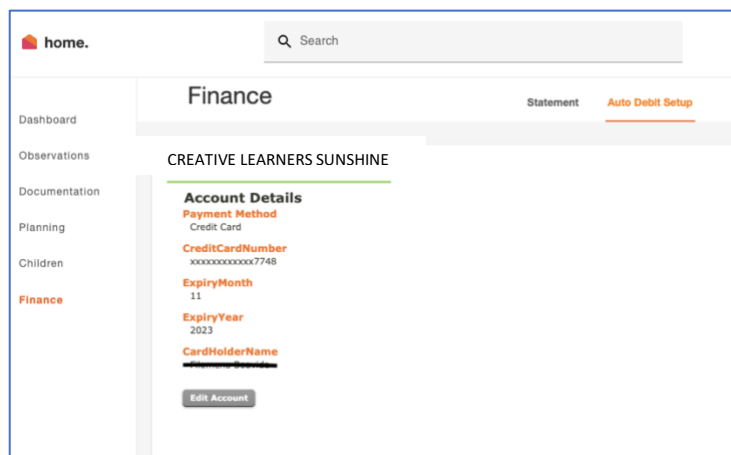 home.
Search
Finance
Statement
Auto Debit Setup
Dashboard
Observations
Documentation
Planning
Children
Finance
CREATIVE LEARNERS SUNSHINE
Account Details
Payment Method
Credit Card
CreditCardNumber
xxxxxxxxxxxx7748
ExpiryMonth
11
ExpiryYear
2023
CardHolderName
Edit Account